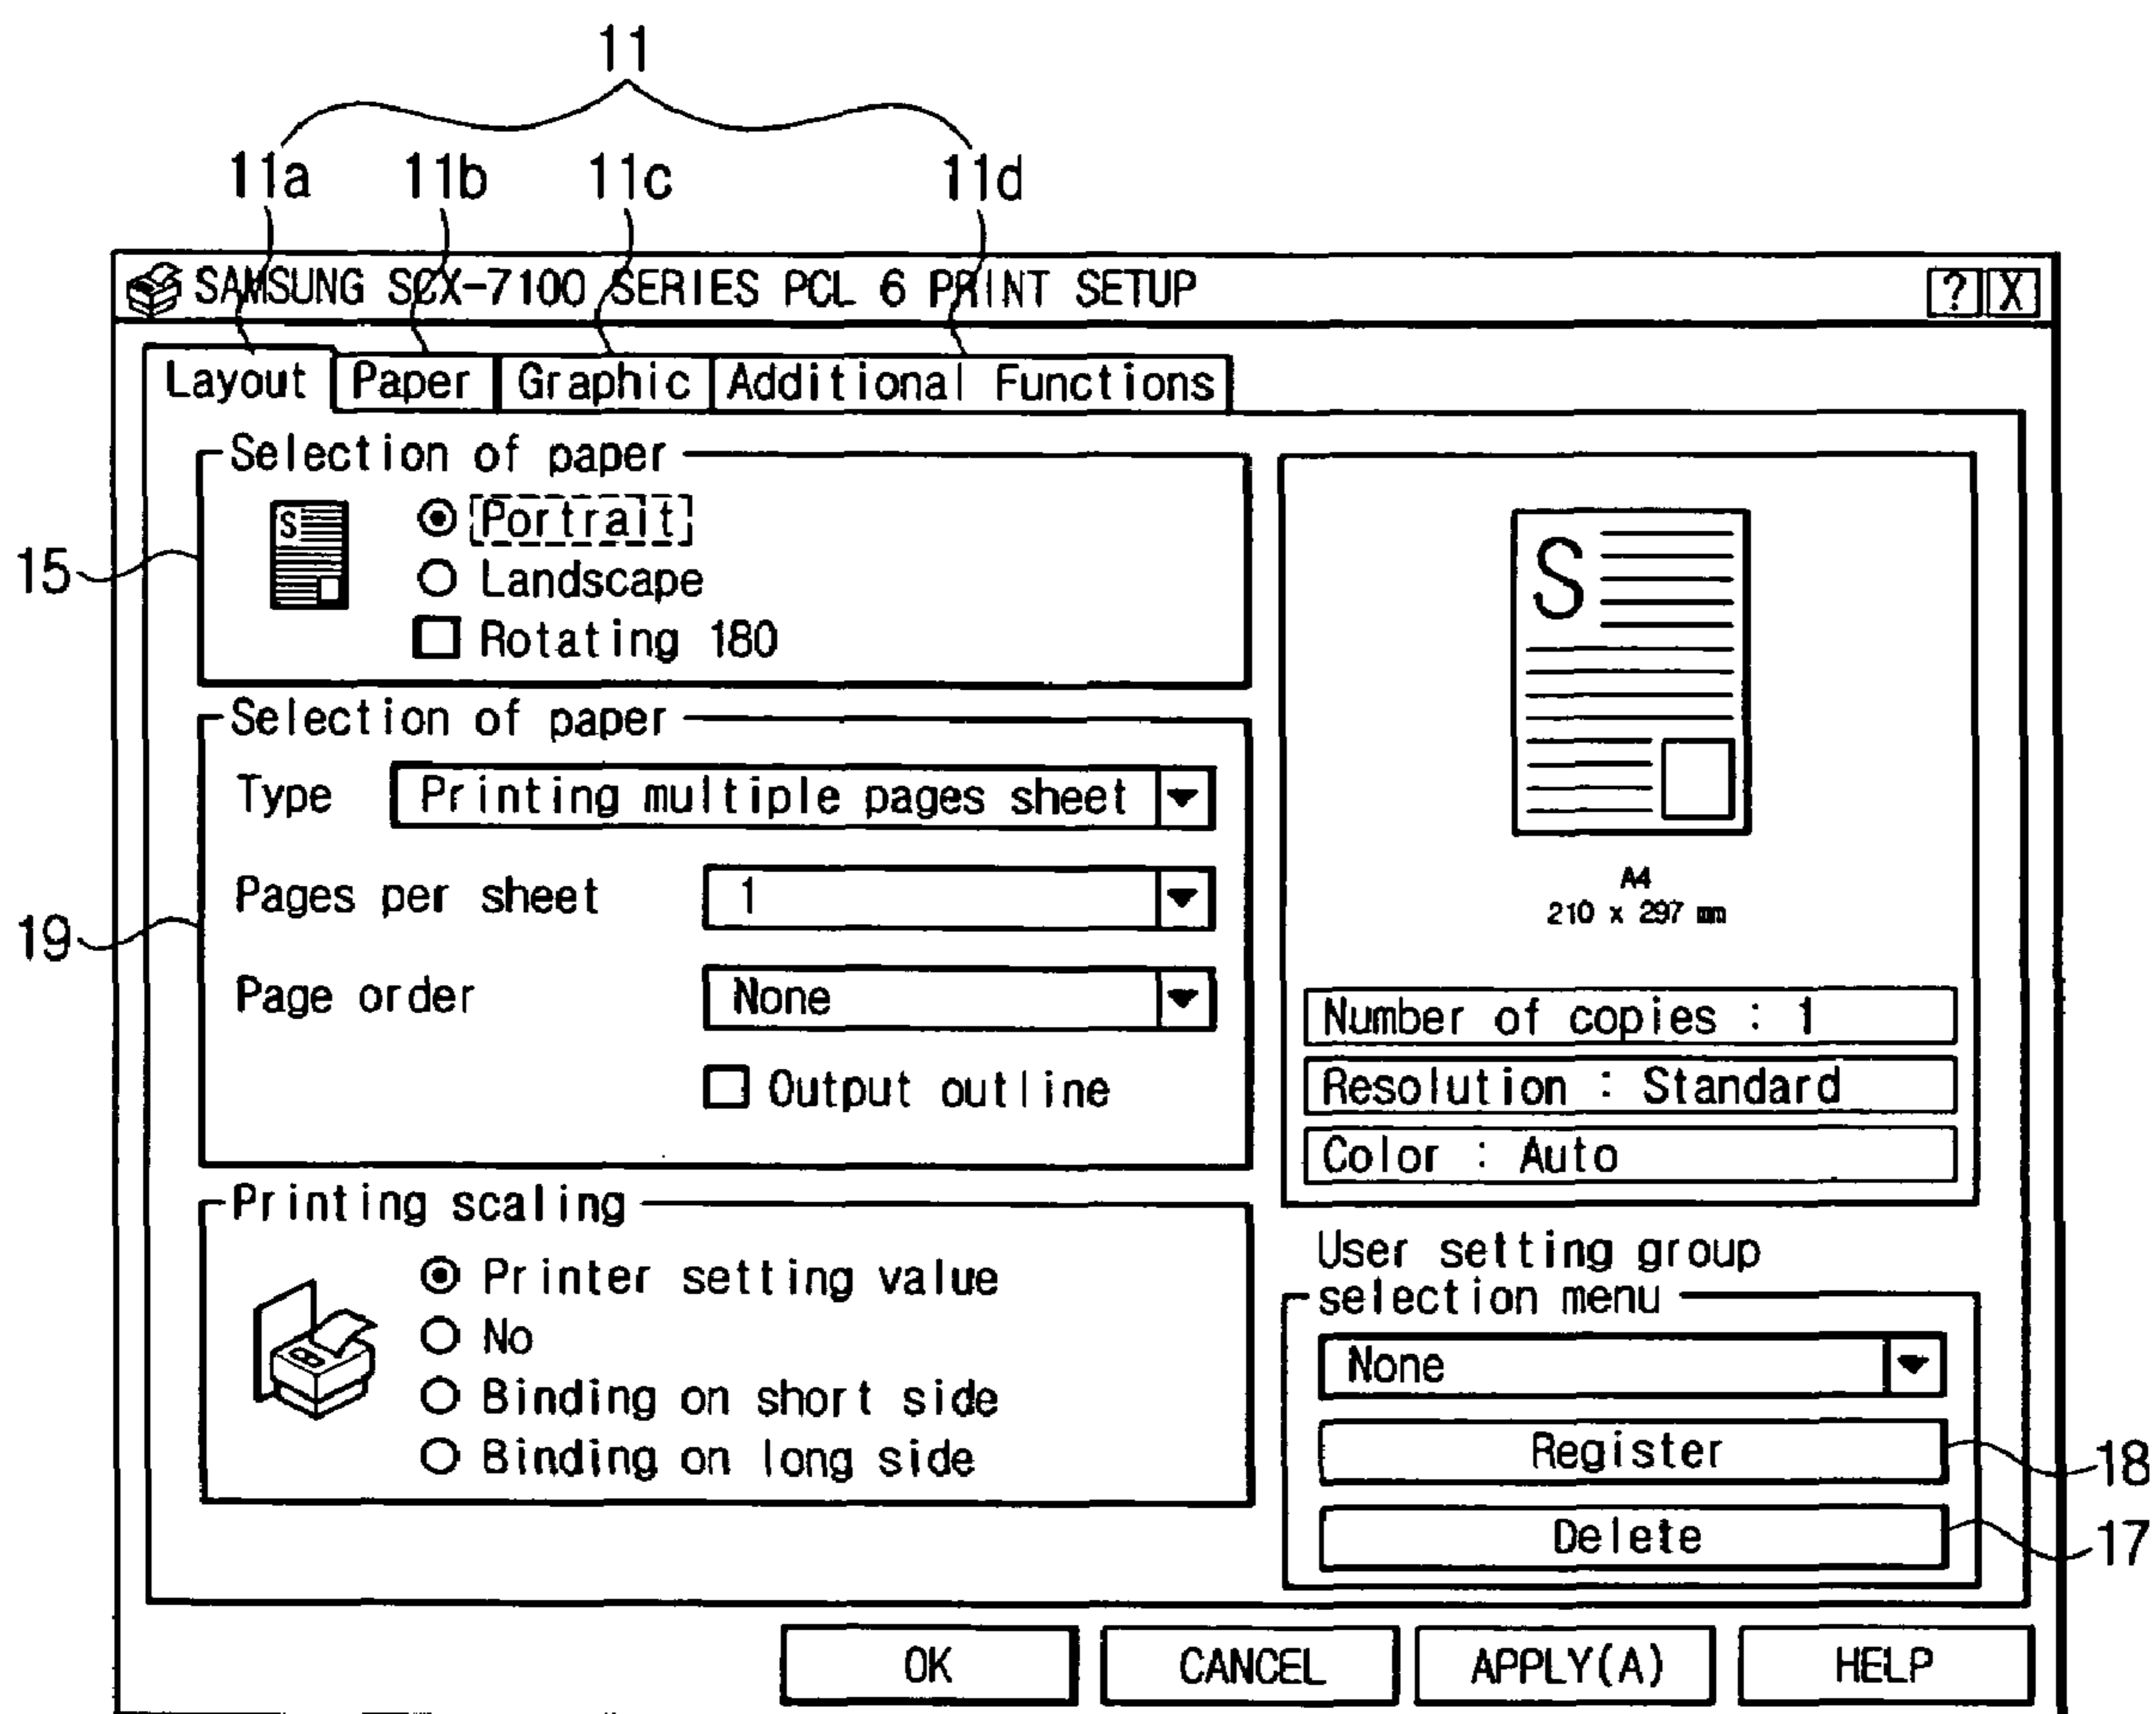 11
11a 11b 11c 11d
SAMSUNG SCX-7100 SERIES PCL 6 PRINT SETUP ? X
Layout Paper Graphic Additional Functions
Selection of paper
S
Portrait
Landscape
Rotating 180
15
Selection of paper
Type Printing multiple pages sheet
Pages per sheet 1
Page order None
Output outline
19
Printing scaling
Printer setting value
No
Binding on short side
Binding on long side
S
A4
210 x 297 mm
Number of copies : 1
Resolution : Standard
Color : Auto
User setting group
selection menu
None
Register 18
Delete 17
OK CANCEL APPLY(A) HELP